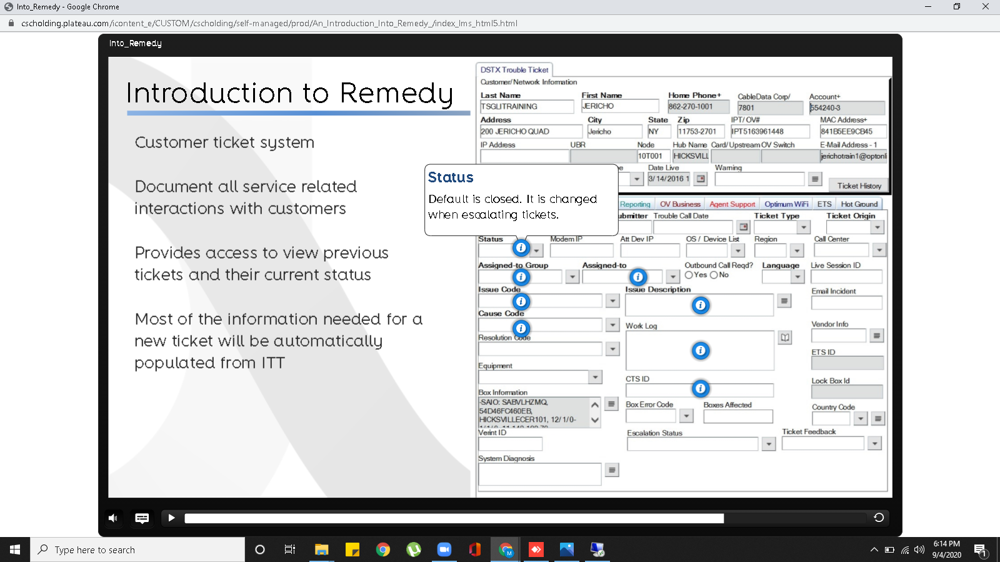 Into_Remedy - Google Chrome
cscholding.plateau.com/icontent_e/CUSTOM/cscholding/self-managed/prod/An_Introduction_Into_Remedy_/index_lms_html5.html
Into_Remedy
Introduction to Remedy
Customer ticket system
Document all service related
interactions with customers
Provides access to view previous
tickets and their current status
Most of the information needed for a
new ticket will be automatically
populated from ITT
DSTX Trouble Ticket
Customer/Network Information
Last Name First Name Home Phone+ CableData Corp/ Account+
TSGLITRAINING JERICHO 862-270-1001 7801 554240-3
Address City State Zip IPT/OV# MAC Address+
200 JERICHO QUAD Jericho NY 11753-2701 IPT5163961448 841B5EE9CB45
IP Address UBR Node Hub Name Card/Upstream OV Switch E-Mail Address - 1
10T001 HICKSVILL jerichotrain1@optonli
Date Live Warning
3/14/2016 1
Ticket History
Status
Default is closed. It is changed
when escalating tickets.
Reporting OV Business Agent Support Optimum WiFi ETS Hot Ground
ubmitter Trouble Call Date Ticket Type Ticket Origin
Status Modem IP Att Dev IP OS / Device List Region Call Center
Assigned-to Group Assigned-to Outbound Call Reqd? Language Live Session ID
Yes No
Issue Code Issue Description Email Incident
Cause Code
Work Log Vendor Info
Resolution Code
ETS ID
Equipment
CTS ID Lock Box Id
Box Information
-SAIO: SABVLHZMQ,
54D46FC460EB,
HICKSVILLECER101, 12/1/0-
Box Error Code Boxes Affected Country Code
Verint ID Escalation Status Ticket Feedback
System Diagnosis
Type here to search
6:14 PM
9/4/2020
1